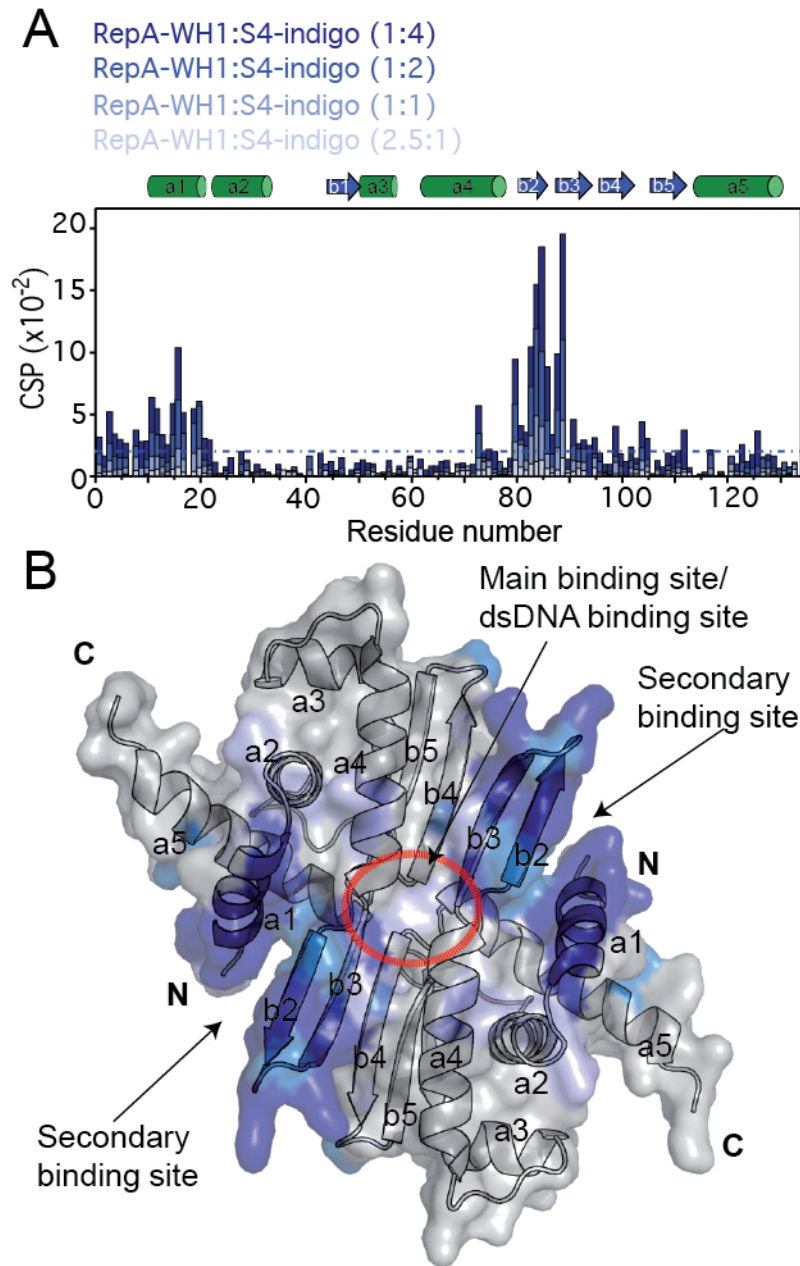 A
RepA-WH1:S4-indigo (1:4)
RepA-WH1:S4-indigo (1:2)
RepA-WH1:S4-indigo (1:1)
RepA-WH1:S4-indigo (2.5:1)
a1 a2 b1 a3 a4 b2 b3 b4 b5 a5
20
15
10
5
0
CSP (x10-2)
0 20 40 60 80 100 120
Residue number
B
Main binding site/
dsDNA binding site
Secondary
binding site
C
a3
a2
a4
b5
b4
a5
b3
b2
N
a1
a1
N
b3
b2
a5
b4
a4
a2
b5
a3
C
Secondary
binding site